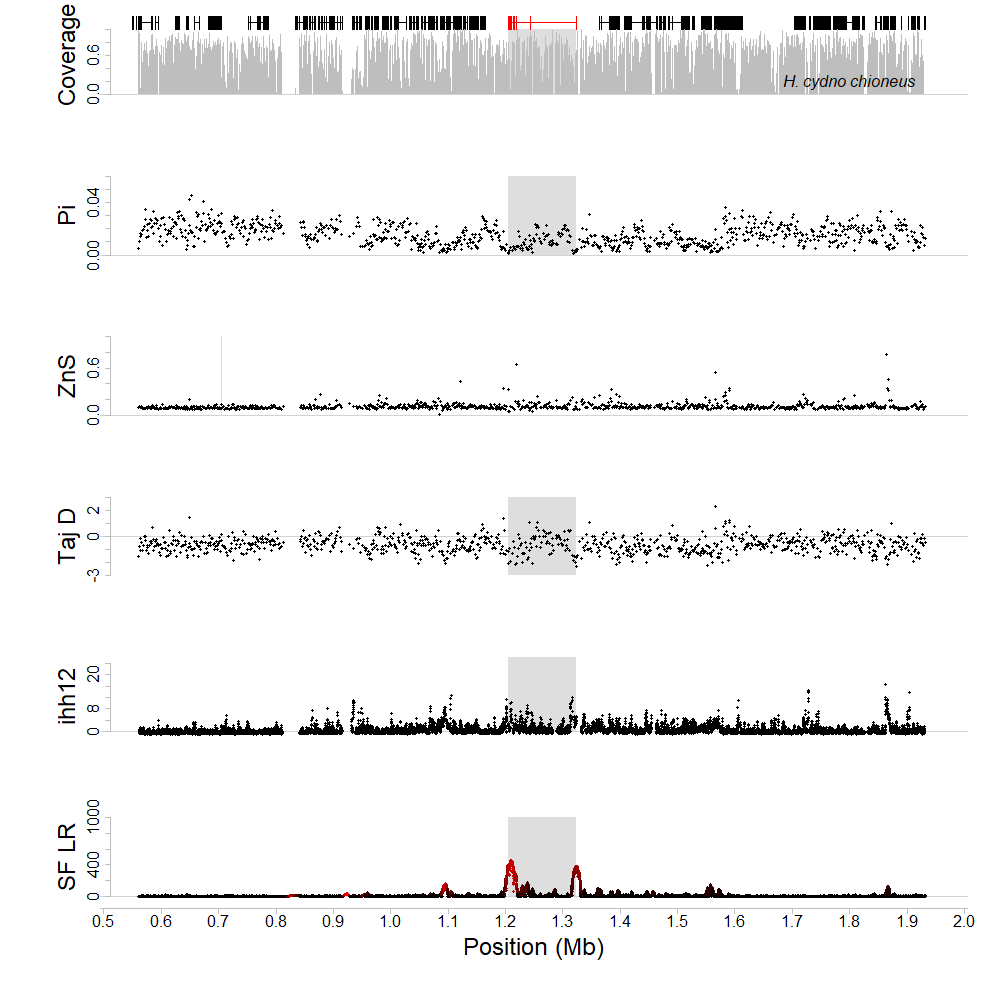 Coverage
0.0 0.6
H. cydno chioneus
Pi
0.00 0.04
ZnS
0.0 0.6
Taj D
-3 0 2
ihh12
0 8 20
SF LR
0 400 1000
0.5 0.6 0.7 0.8 0.9 1.0 1.1 1.2 1.3 1.4 1.5 1.6 1.7 1.8 1.9 2.0
Position (Mb)